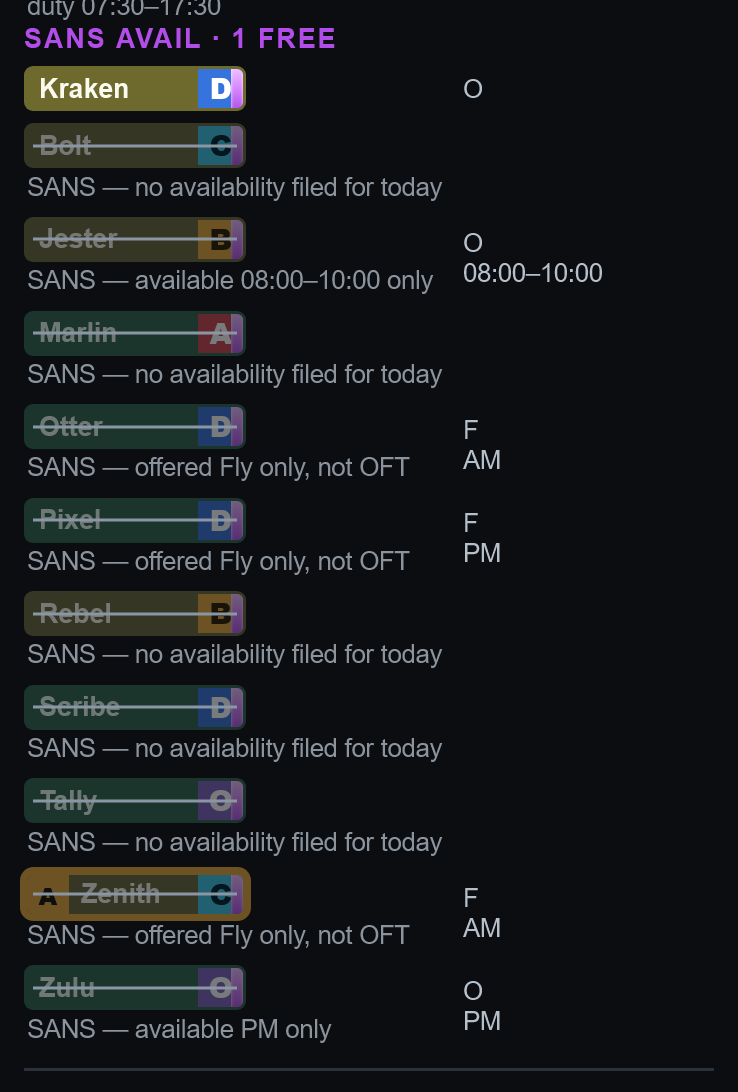 duty 07:30–17:30
SANS AVAIL · 1 FREE
Kraken D O
Bolt C
SANS — no availability filed for today
Jester B O
SANS — available 08:00–10:00 only 08:00–10:00
Marlin A
SANS — no availability filed for today
Otter D F
SANS — offered Fly only, not OFT AM
Pixel D F
SANS — offered Fly only, not OFT PM
Rebel B
SANS — no availability filed for today
Scribe D
SANS — no availability filed for today
Tally O
SANS — no availability filed for today
A Zenith C F
SANS — offered Fly only, not OFT AM
Zulu O O
SANS — available PM only PM